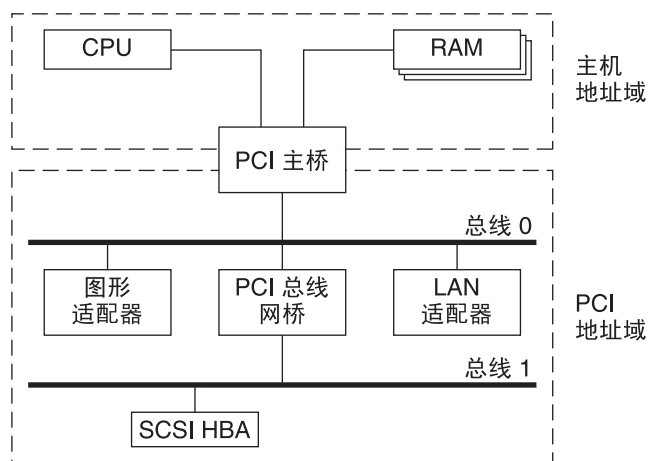 CPU
RAM
主机
地址域
PCI 主桥
总线 0
图形
适配器
PCI 总线
网桥
LAN
适配器
PCI
地址域
总线 1
SCSI HBA